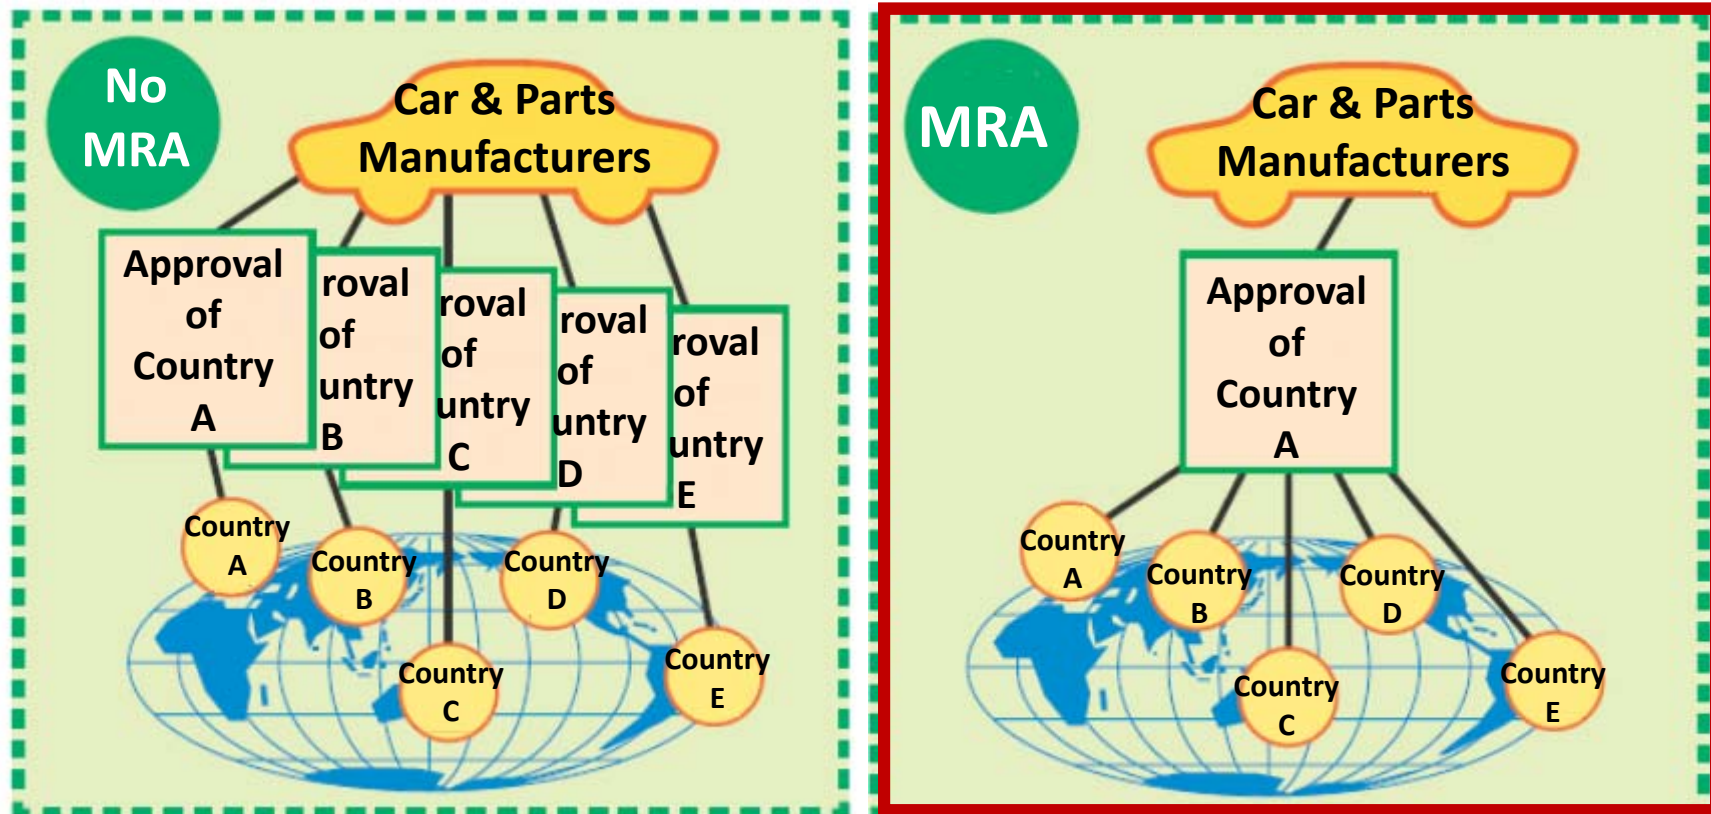 No
MRA
Car & Parts
Manufacturers
Approval
of
Country
A
roval
of
untry
B
roval
of
untry
C
roval
of
untry
D
roval
of
untry
E
Country
A
Country
B
Country
C
Country
D
Country
E
MRA
Car & Parts
Manufacturers
Approval
of
Country
A
Country
A
Country
B
Country
C
Country
D
Country
E